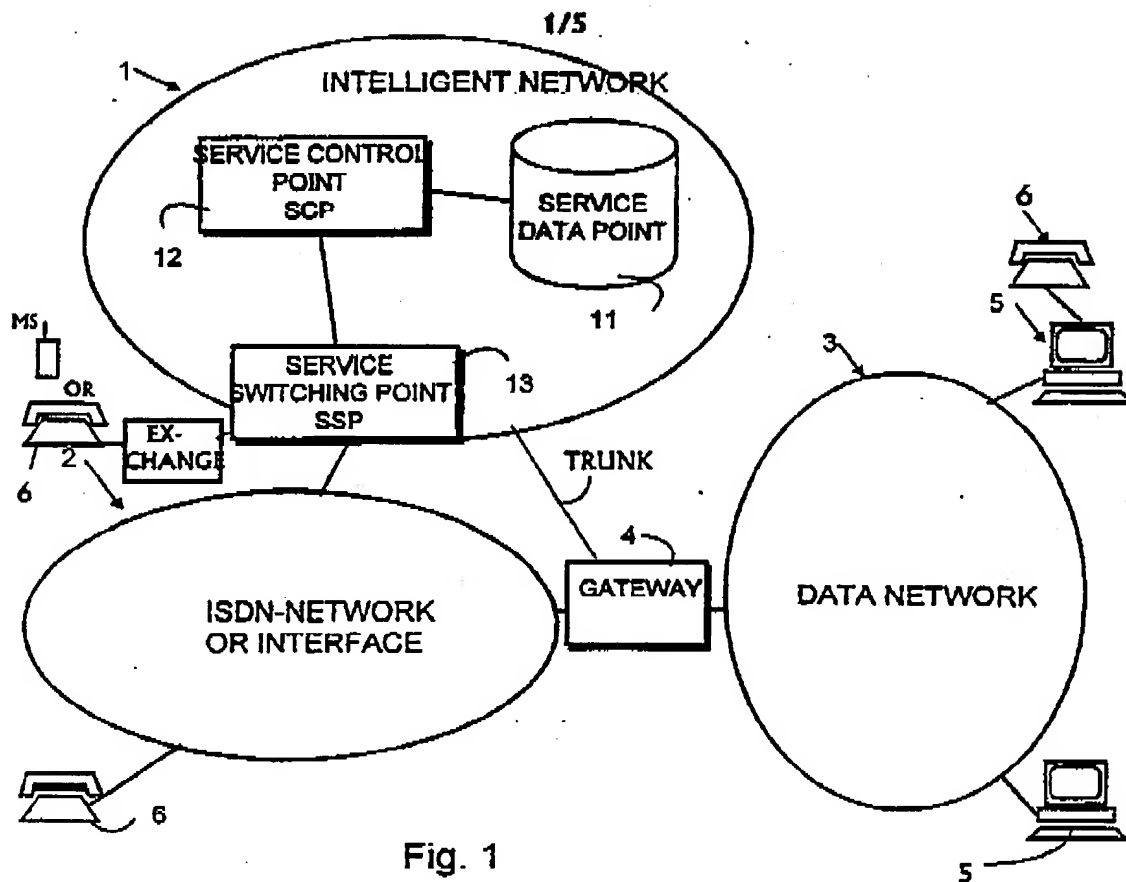 1/5
1
INTELLIGENT NETWORK
SERVICE CONTROL
POINT
SCP
SERVICE
DATA POINT
12
11
6
5
MS
OR
SERVICE
SWITCHING POINT
SSP
13
3
EX-
CHANGE
6
2
TRUNK
4
GATEWAY
DATA NETWORK
ISDN-NETWORK
OR INTERFACE
6
5
Fig. 1